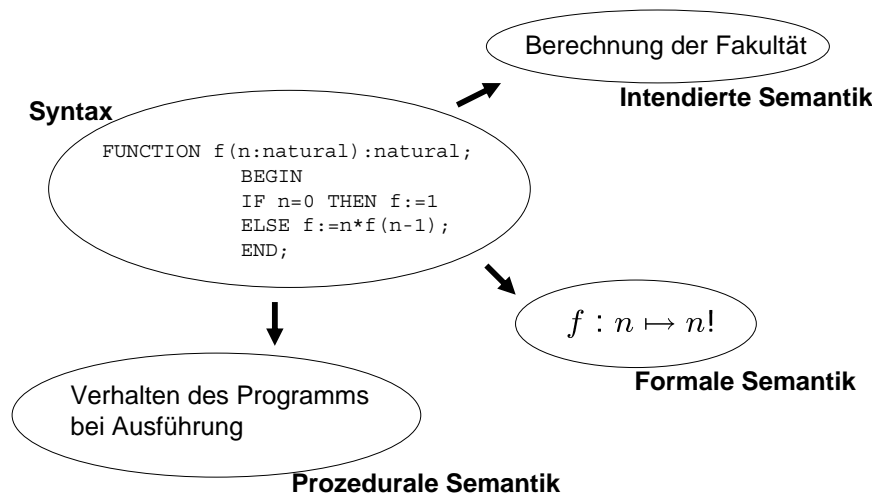 Berechnung der Fakultät
Intendierte Semantik
Syntax
FUNCTION f(n:natural):natural;
BEGIN
IF n=0 THEN f:=1
ELSE f:=n*f(n-1);
END;
f : n ↦ n!
Formale Semantik
Verhalten des Programms
bei Ausführung
Prozedurale Semantik